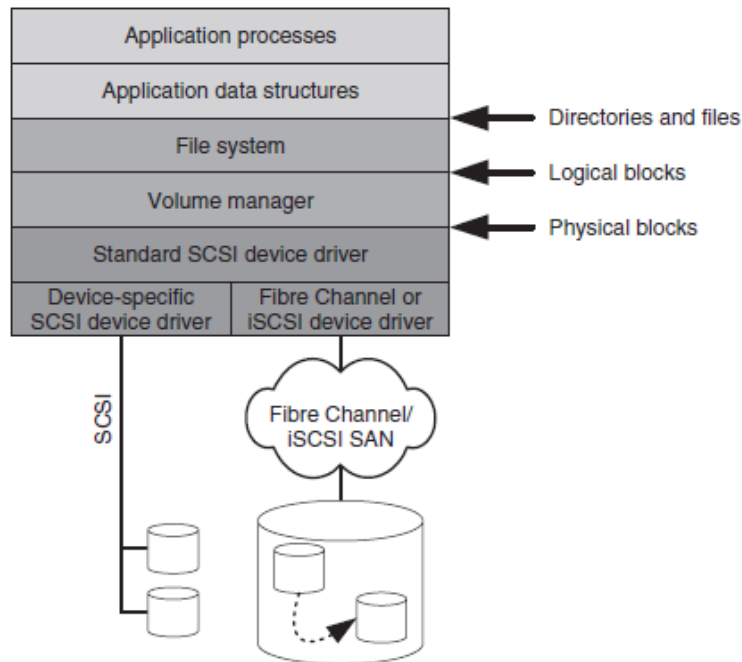 Application processes
Application data structures
Directories and files
File system
Logical blocks
Volume manager
Physical blocks
Standard SCSI device driver
Device-specific
SCSI device driver
Fibre Channel or
iSCSI device driver
SCSI
Fibre Channel/
iSCSI SAN